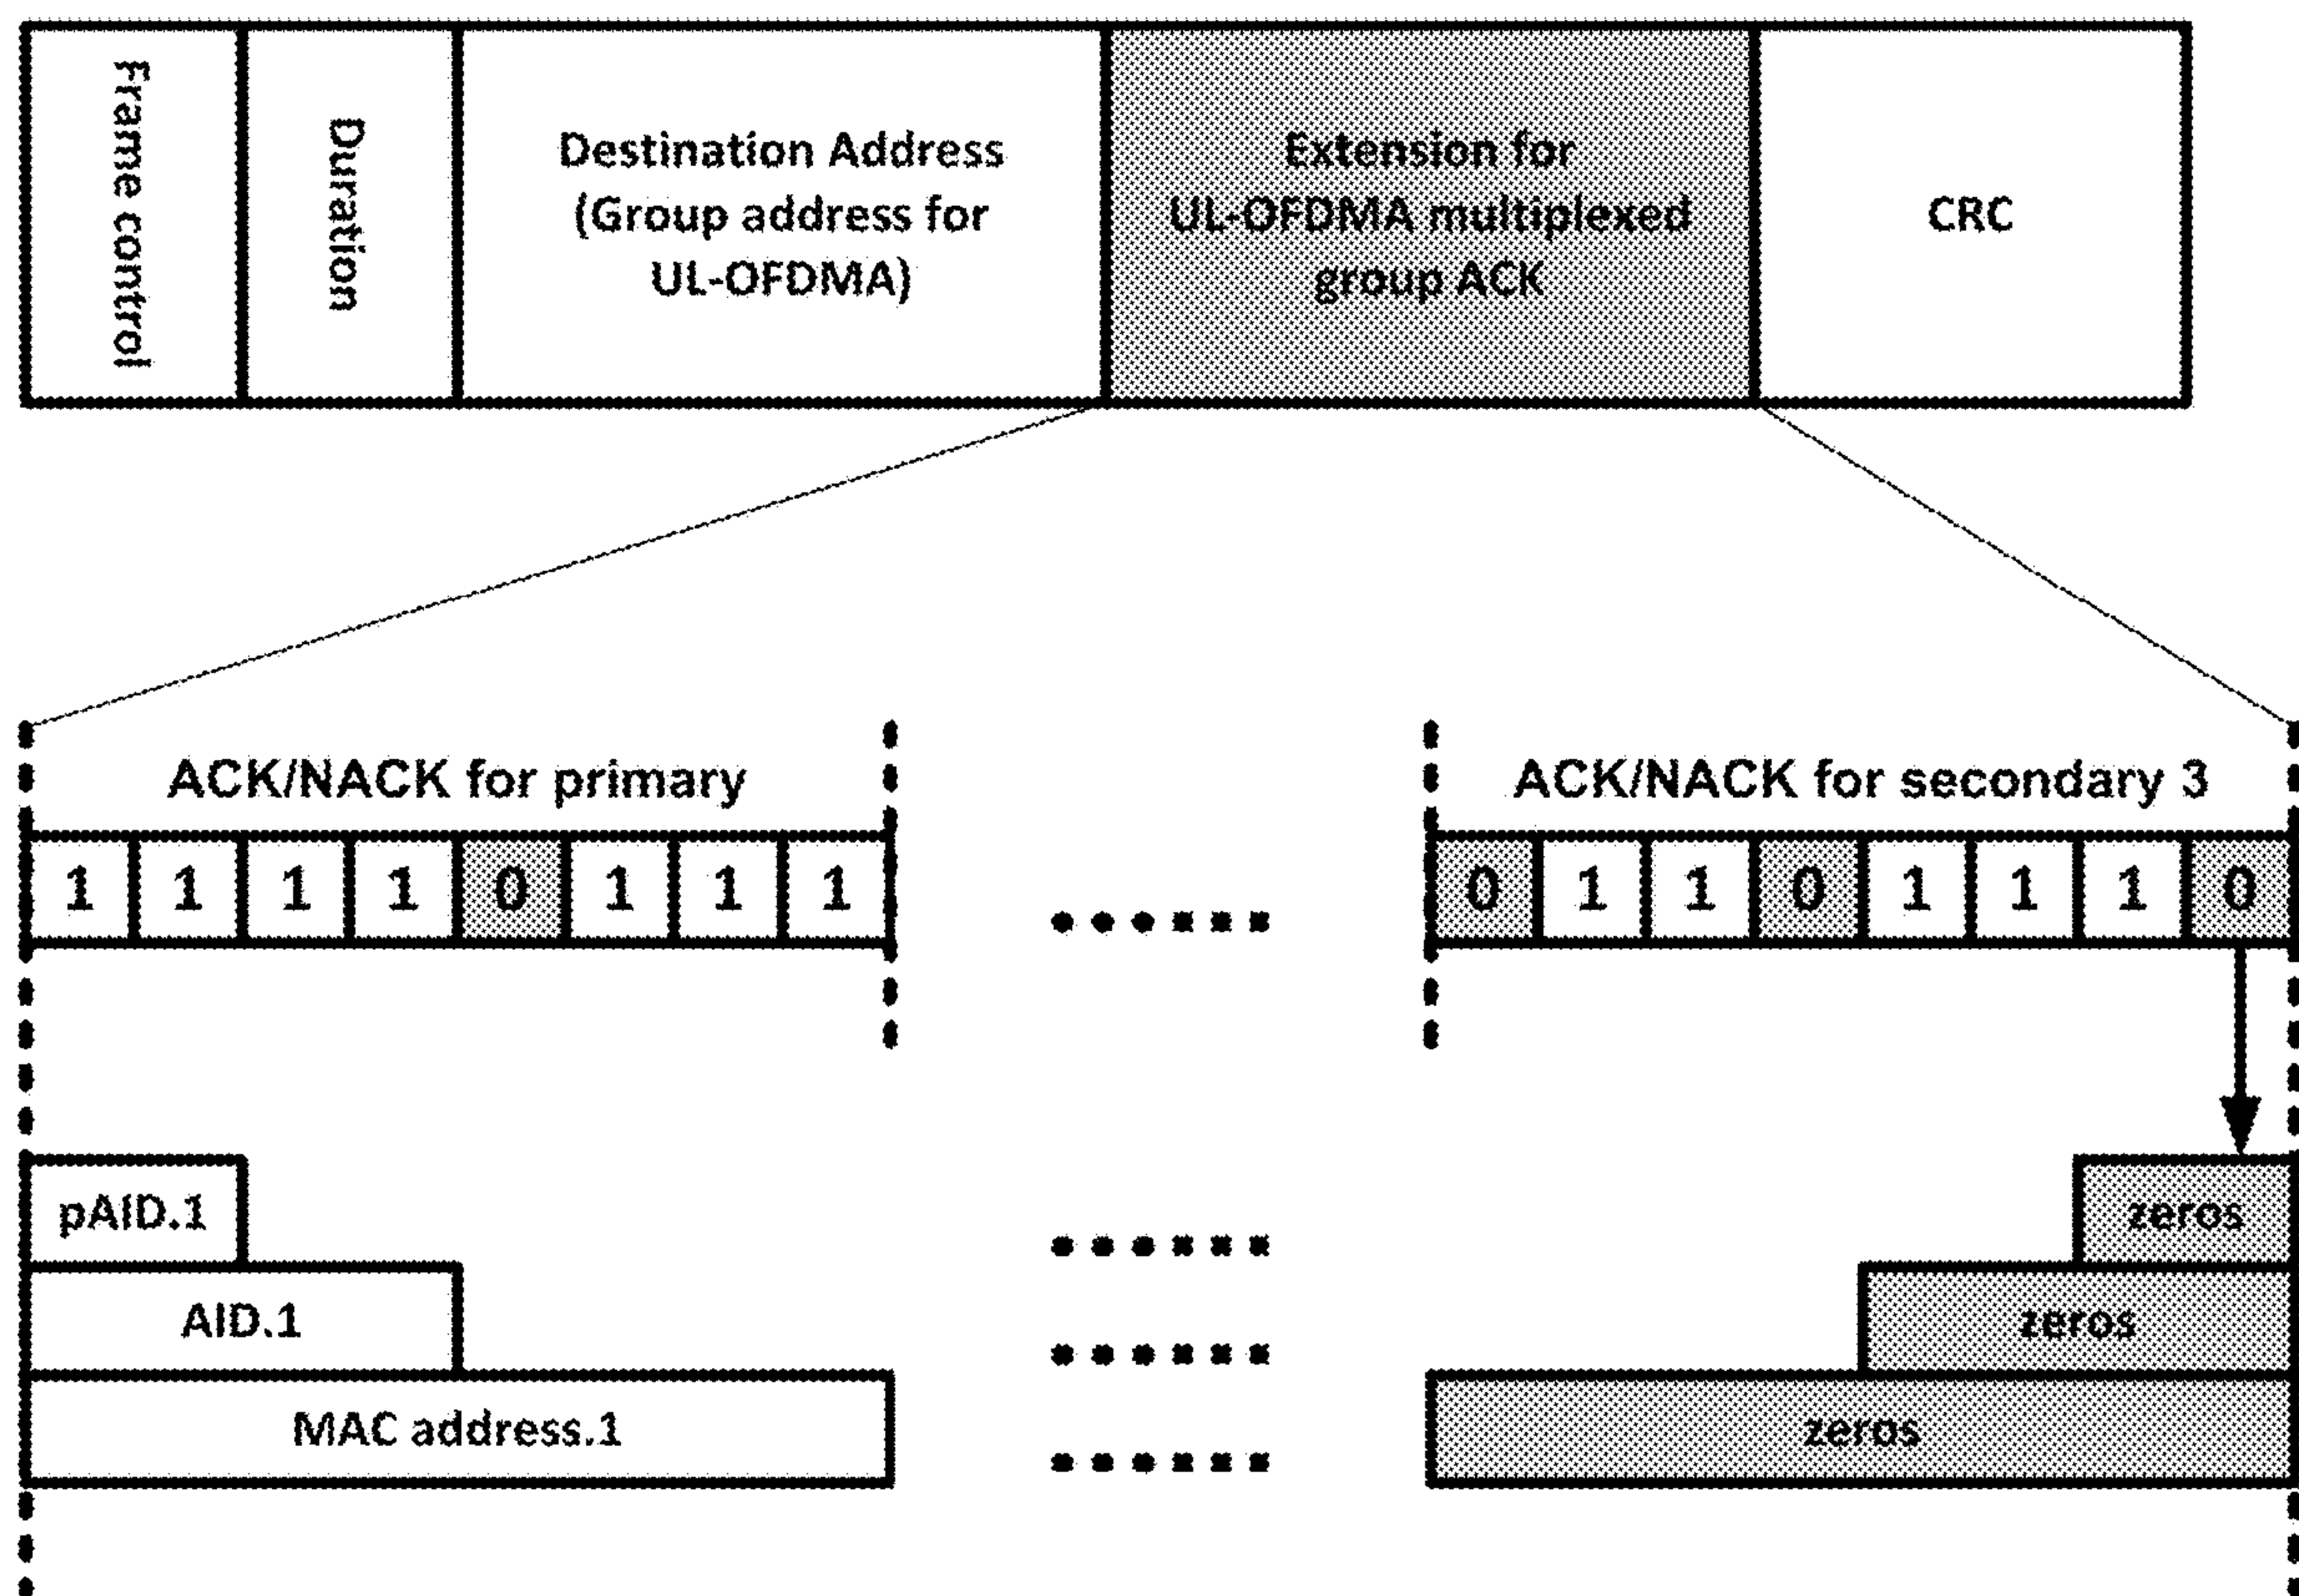 Frame control
Duration
Destination Address
(Group address for
UL-OFDMA)
Extension for
UL-OFDMA multiplexed
group ACK
CRC
ACK/NACK for primary
ACK/NACK for secondary 3
1 1 1 1 0 1 1 1
0 1 1 0 1 1 1 0
pAID.1
zeros
AID.1
zeros
MAC address.1
zeros